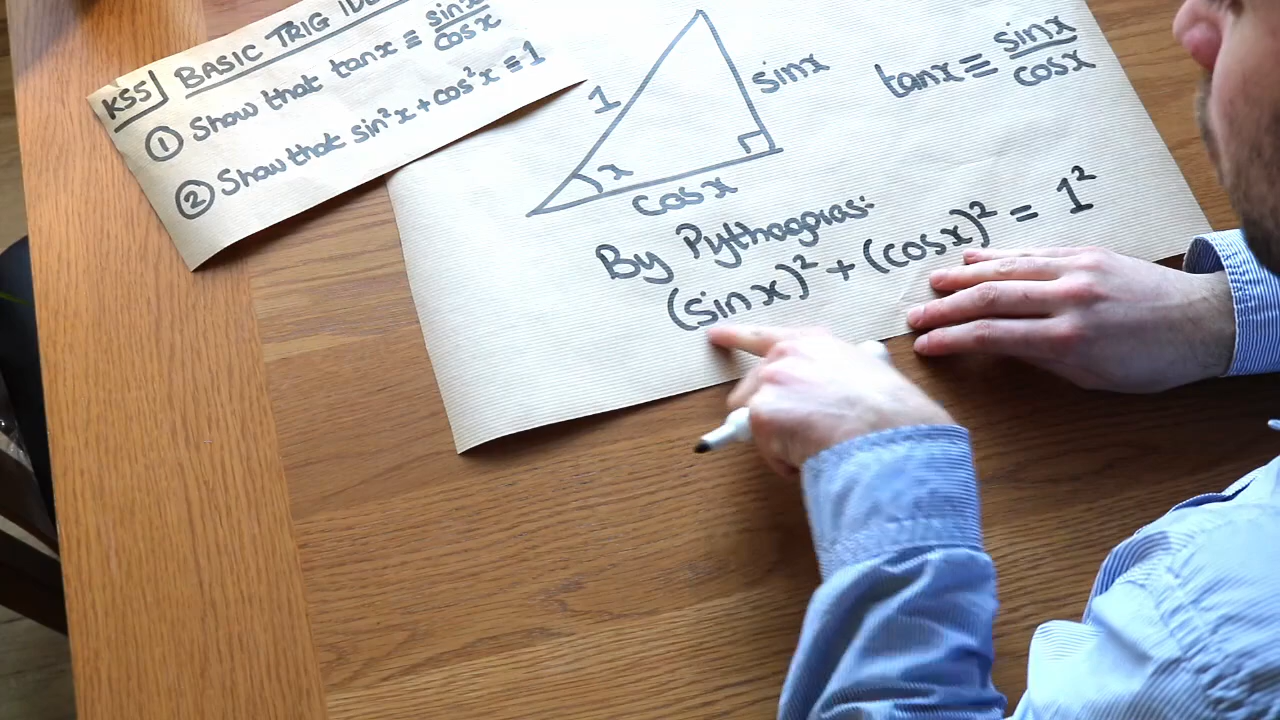 KS5 BASIC TRIG
① Show that tanx ≡ sinx/cosx
② Show that sin²x + cos²x ≡ 1
1
sinx
x
cosx
tanx ≡ sinx/cosx
By Pythagoras:
(sinx)² + (cosx)² = 1²